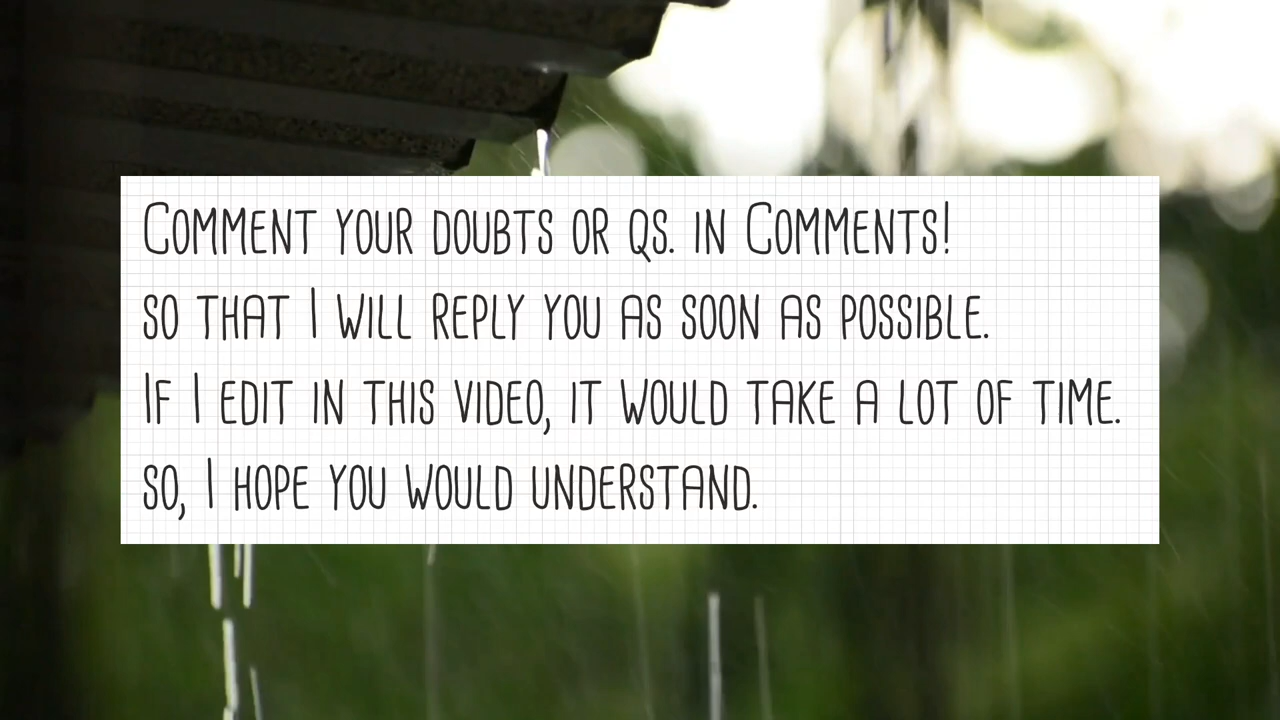 Comment your doubts or qs. in Comments!
so that I will reply you as soon as possible.
If I edit in this video, it would take a lot of time.
so, I hope you would understand.